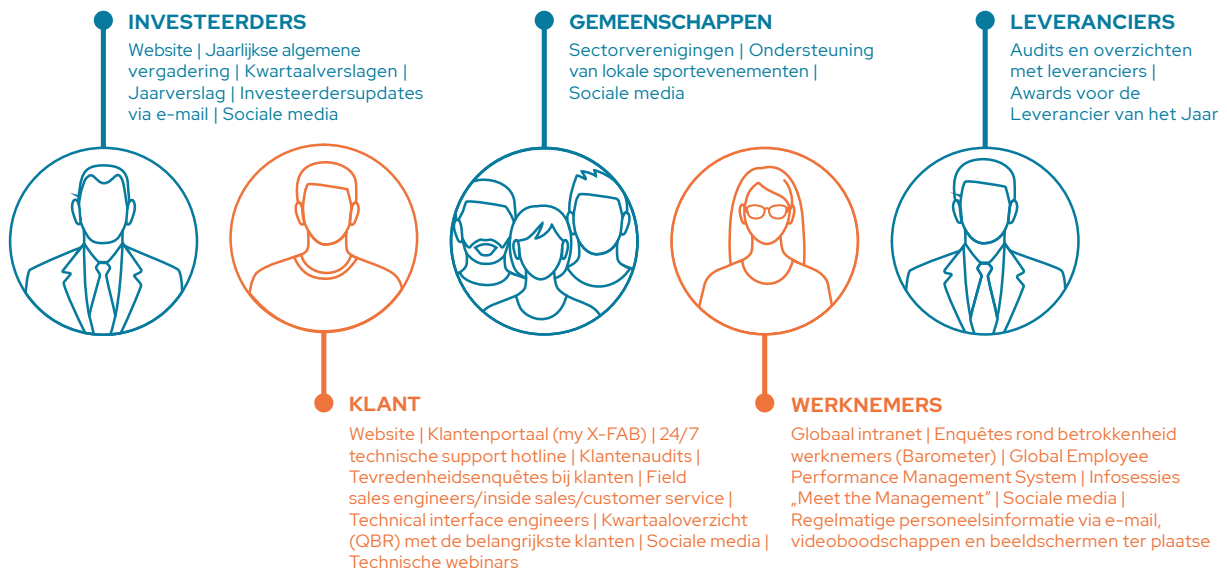 INVESTEERDERS
Website | Jaarlijkse algemene
vergadering | Kwartaalverslagen |
Jaarverslag | Investeerdersupdates
via e-mail | Sociale media
GEMEENSCHAPPEN
Sectorverenigingen | Ondersteuning
van lokale sportevenementen |
Sociale media
LEVERANCIERS
Audits en overzichten
met leveranciers |
Awards voor de
Leverancier van het Jaar
KLANT
Website | Klantenportaal (my X-FAB) | 24/7
technische support hotline | Klantenaudits |
Tevredenheidsenquêtes bij klanten | Field
sales engineers/inside sales/customer service |
Technical interface engineers | Kwartaaloverzicht
(QBR) met de belangrijkste klanten | Sociale media |
Technische webinars
WERKNEMERS
Globaal intranet | Enquêtes rond betrokkenheid
werknemers (Barometer) | Global Employee
Performance Management System | Infosessies
„Meet the Management“ | Sociale media |
Regelmatige personeelsinformatie via e-mail,
videoboodschappen en beeldschermen ter plaatse